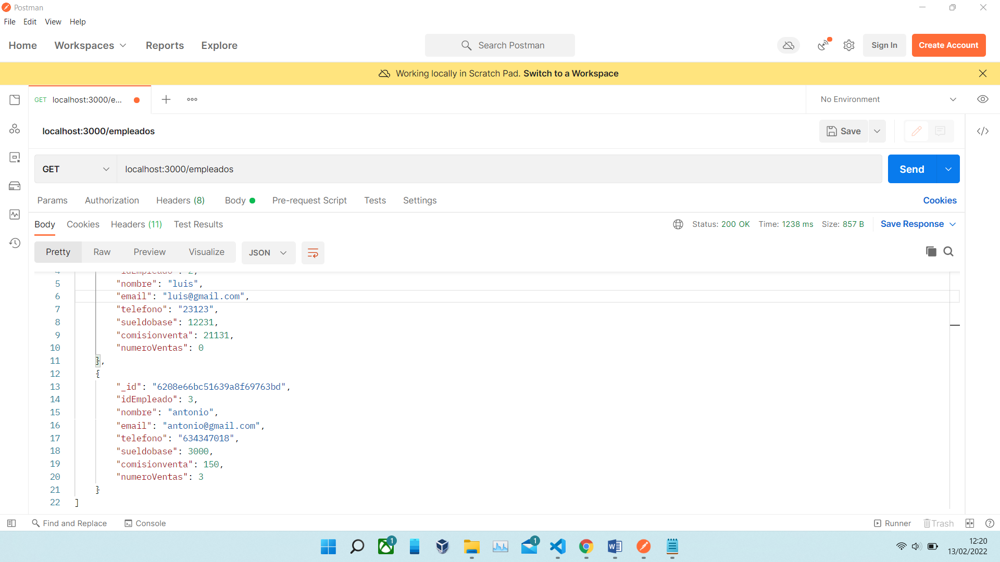 Postman
File Edit View Help
Home Workspaces Reports Explore Search Postman Sign In Create Account
Working locally in Scratch Pad. Switch to a Workspace
GET localhost:3000/e... No Environment
localhost:3000/empleados Save
GET localhost:3000/empleados Send
Params Authorization Headers (8) Body Pre-request Script Tests Settings Cookies
Body Cookies Headers (11) Test Results Status: 200 OK Time: 1238 ms Size: 857 B Save Response
Pretty Raw Preview Visualize JSON
4 "idEmpleado": 2,
5 "nombre": "luis",
6 "email": "luis@gmail.com",
7 "telefono": "23123",
8 "sueldobase": 12231,
9 "comisionventa": 21131,
10 "numeroVentas": 0
11 },
12 {
13 "_id": "6208e66bc51639a8f69763bd",
14 "idEmpleado": 3,
15 "nombre": "antonio",
16 "email": "antonio@gmail.com",
17 "telefono": "634347018",
18 "sueldobase": 3000,
19 "comisionventa": 150,
20 "numeroVentas": 3
21 }
22 ]
Find and Replace Console Runner Trash
1 1
12:20
13/02/2022